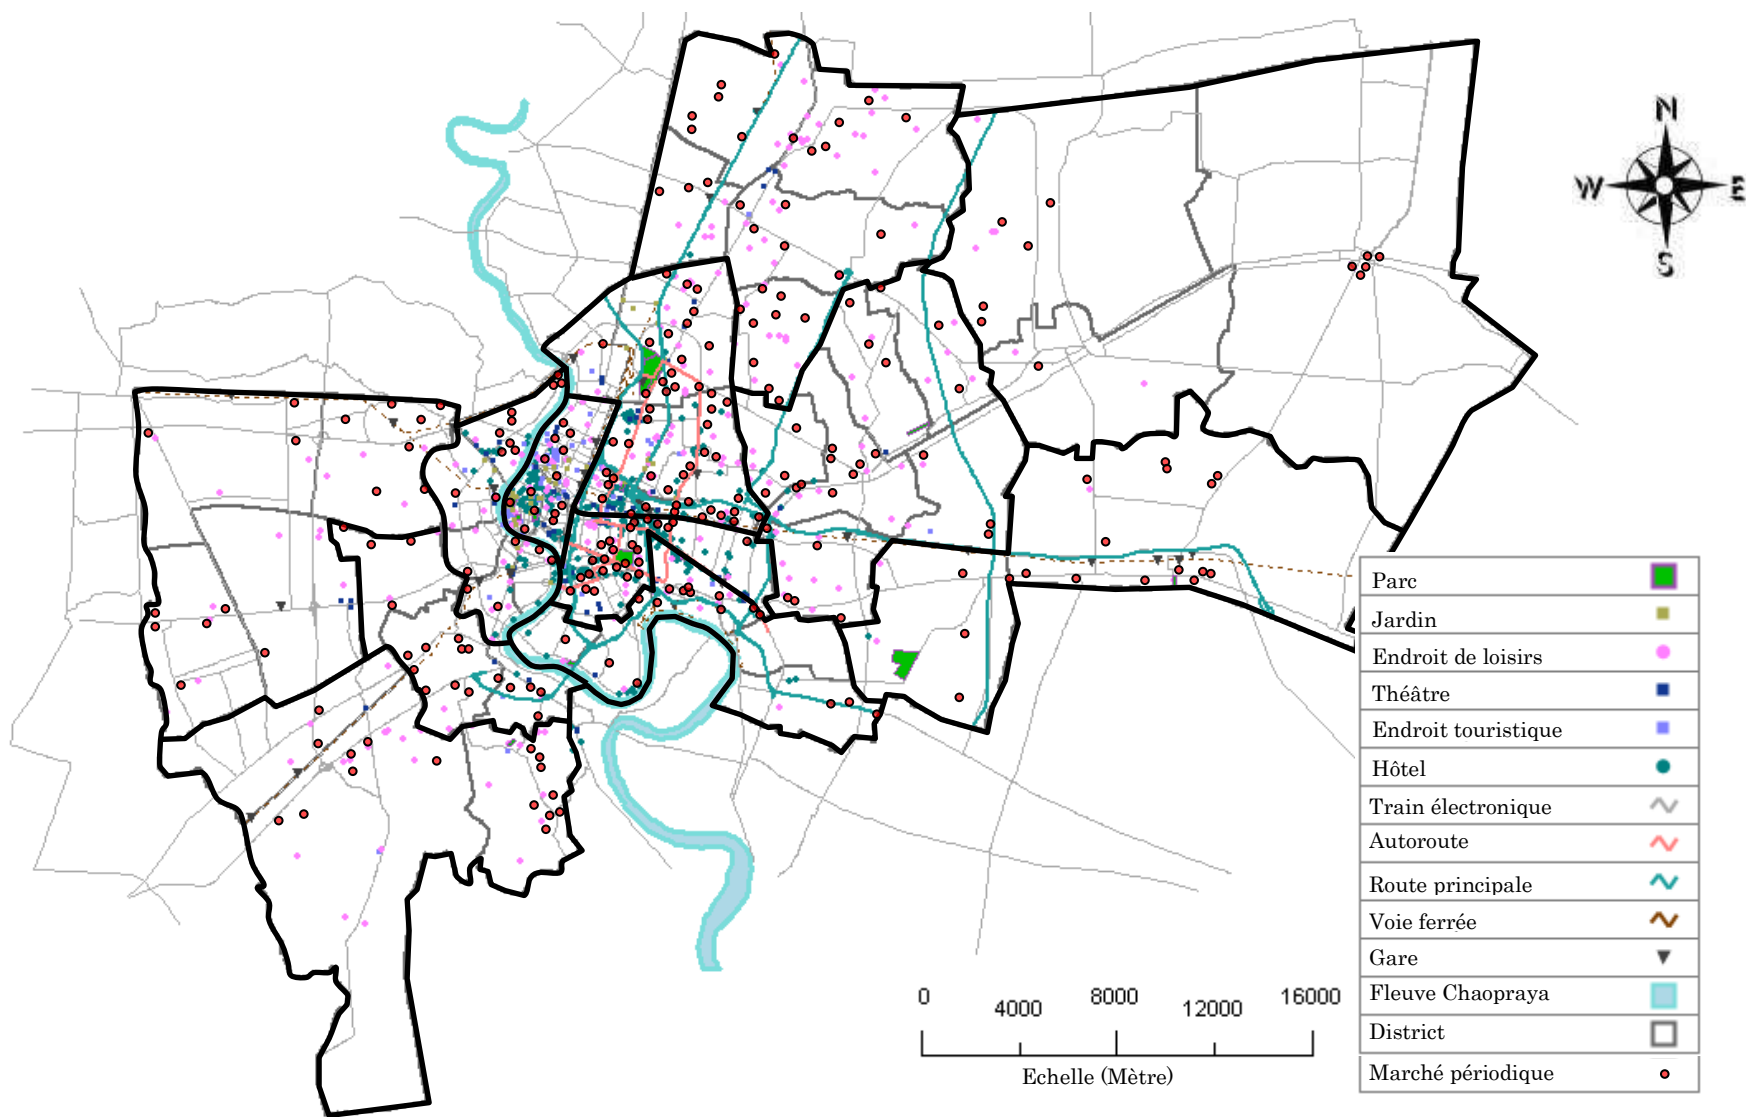 N
W E
S
Parc
Jardin
Endroit de loisirs
Théâtre
Endroit touristique
Hôtel
Train électronique
Autoroute
Route principale
Voie ferrée
Gare
Fleuve Chaopraya
District
Marché périodique
0 4000 8000 12000 16000
Echelle (Mètre)